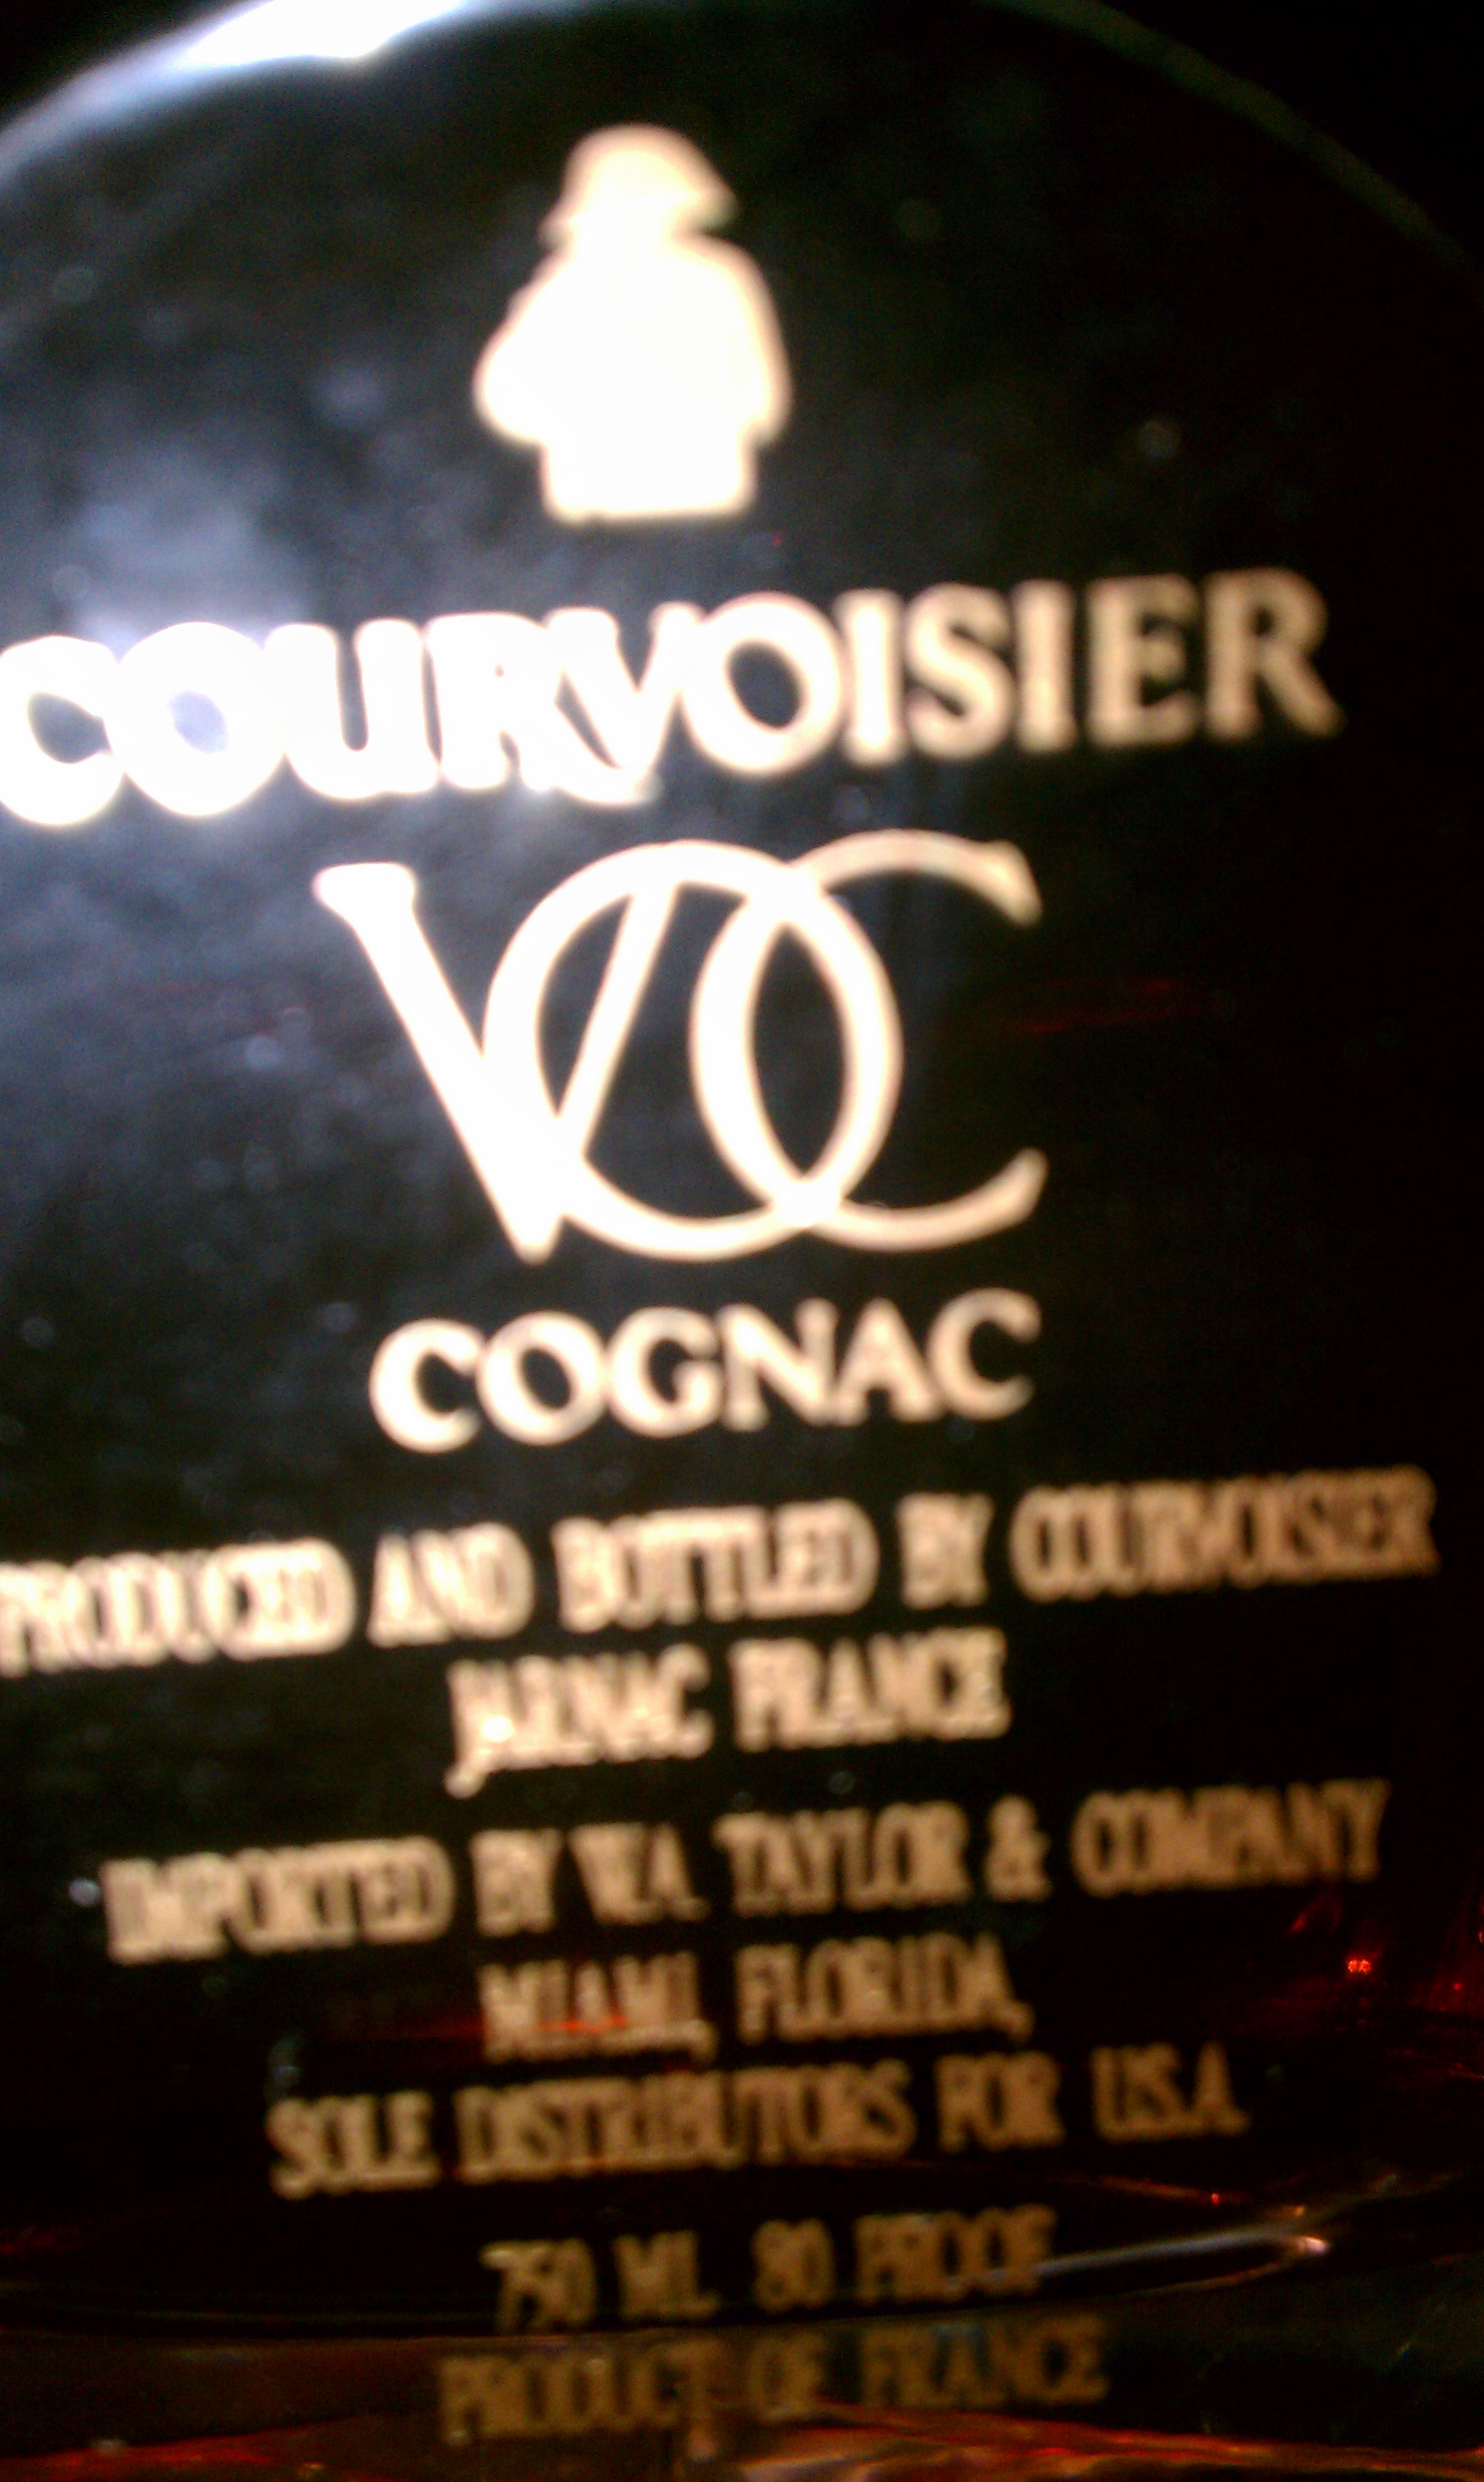 COURVOISIER
VOC
COGNAC
PRODUCED AND BOTTLED BY COURVOISIER
JARNAC FRANCE
IMPORTED BY W.A. TAYLOR & COMPANY
MIAMI, FLORIDA,
SOLE DISTRIBUTORS FOR U.S.A.
750 ML 80 PROOF
PRODUCT OF FRANCE